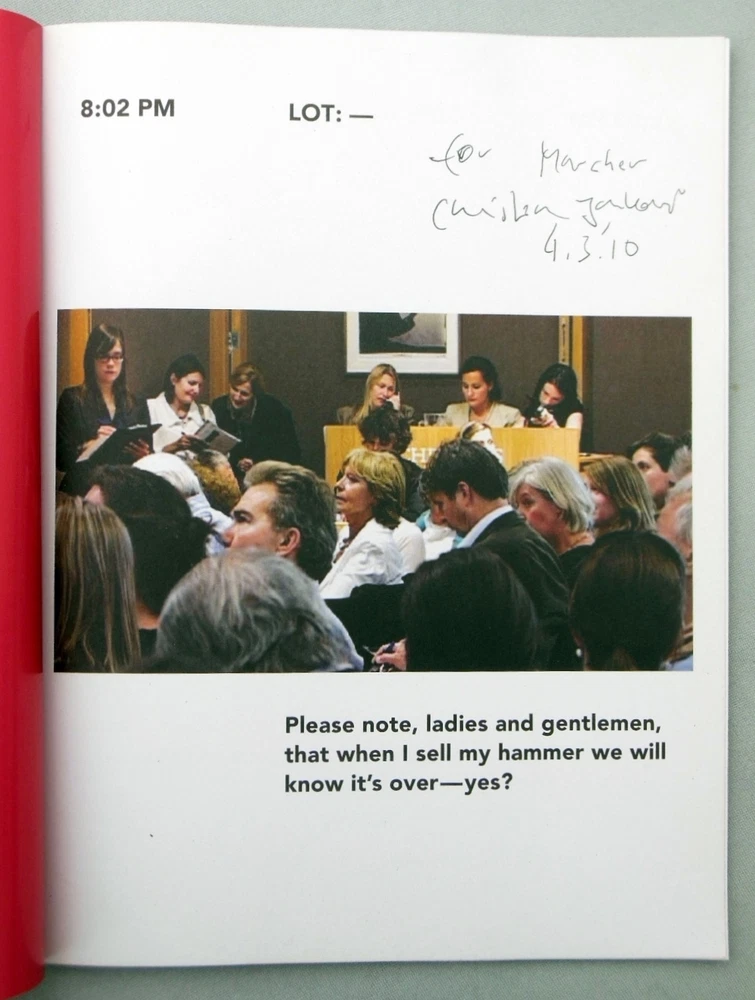 8:02 PM
LOT: —
for
Christian Jankowski
4.3.10
Please note, ladies and gentlemen,
that when I sell my hammer we will
know it's over—yes?